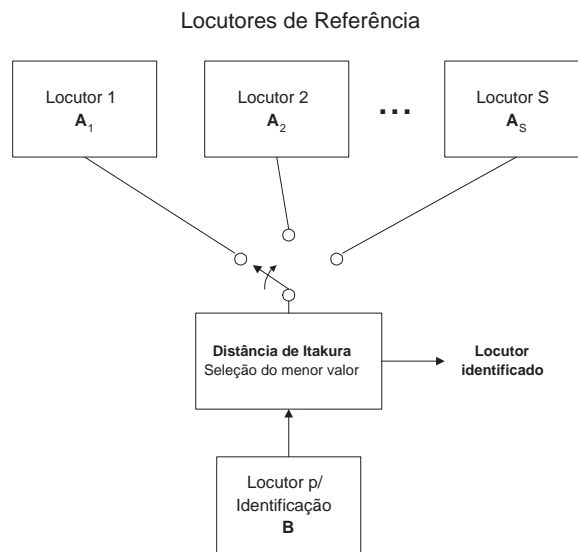 Locutores de Referência
Locutor 1
A1
Locutor 2
A2
...
Locutor S
AS
Distância de Itakura
Seleção do menor valor
Locutor
identificado
Locutor p/
Identificação
B